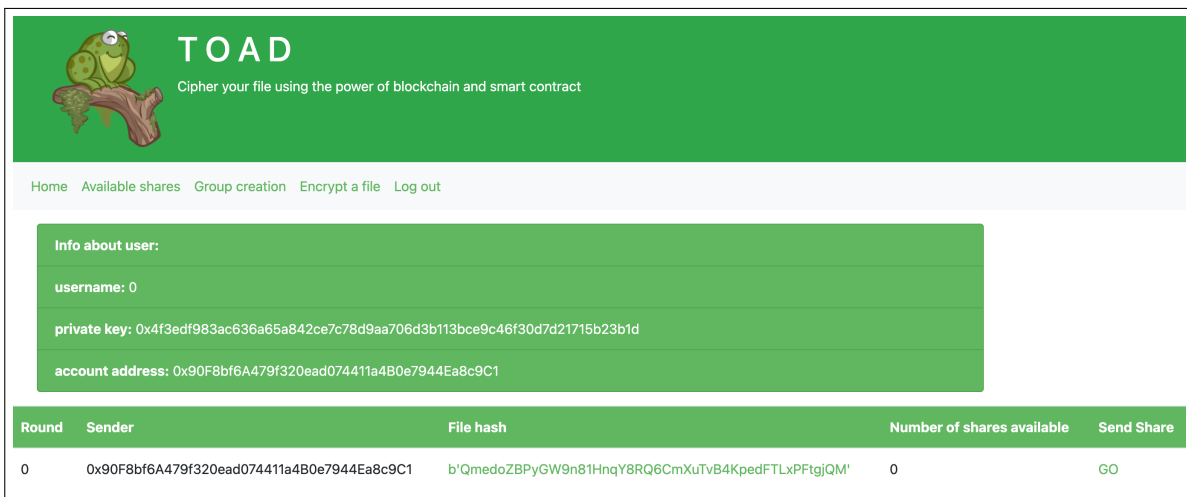 T O A D
Cipher your file using the power of blockchain and smart contract
Home Available shares Group creation Encrypt a file Log out
Info about user:
username: 0
private key: 0x4f3edf983ac636a65a842ce7c78d9aa706d3b113bce9c46f30d7d21715b23b1d
account address: 0x90F8bf6A479f320ead074411a4B0e7944Ea8c9C1
Round Sender File hash Number of shares available Send Share
0 0x90F8bf6A479f320ead074411a4B0e7944Ea8c9C1 b'QmedoZBPyGW9n81HnqY8RQ6CmXuTvB4KpedFTLxPFtgjQM' 0 GO